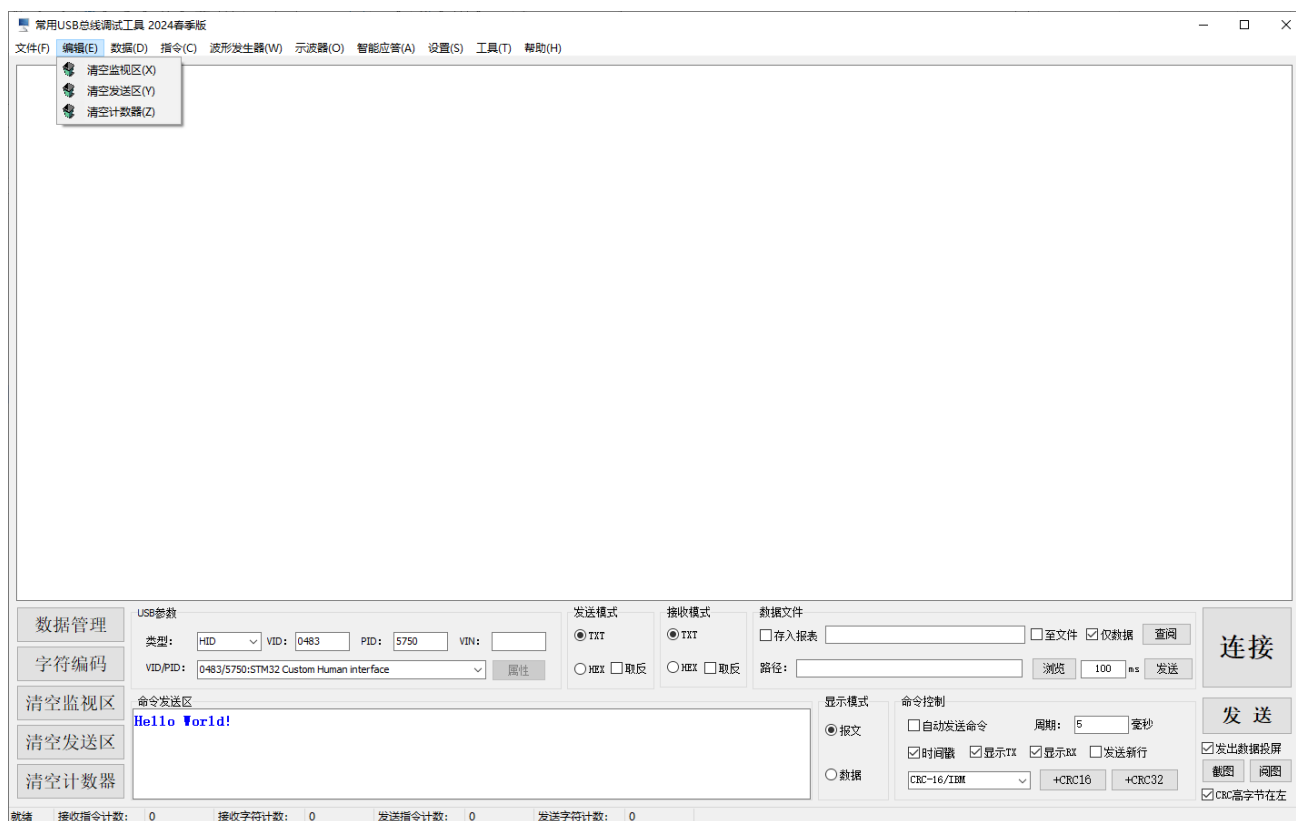 常用USB总线调试工具 2024春季版
文件(F) 编辑(E) 数据(D) 指令(C) 波形发生器(W) 示波器(O) 智能应答(A) 设置(S) 工具(T) 帮助(H)
清空监视区(X)
清空发送区(Y)
清空计数器(Z)
数据管理
字符编码
清空监视区
清空发送区
清空计数器
USB参数
类型: HID VID: 0483 PID: 5750 VIN:
VID/PID: 0483/5750:STM32 Custom Human interface 属性
发送模式
TXT
HEX 取反
接收模式
TXT
HEX 取反
数据文件
存入报表 至文件 仅数据 查阅
路径: 浏览 100 ms 发送
连接
命令发送区
Hello World!
显示模式
报文
数据
命令控制
自动发送命令 周期: 5 毫秒
时间戳 显示TX 显示RX 发送新行
CRC-16/IBM +CRC16 +CRC32
发 送
发出数据投屏
截图 阅图
CRC高字节在左
就绪 接收指令计数: 0 接收字符计数: 0 发送指令计数: 0 发送字符计数: 0